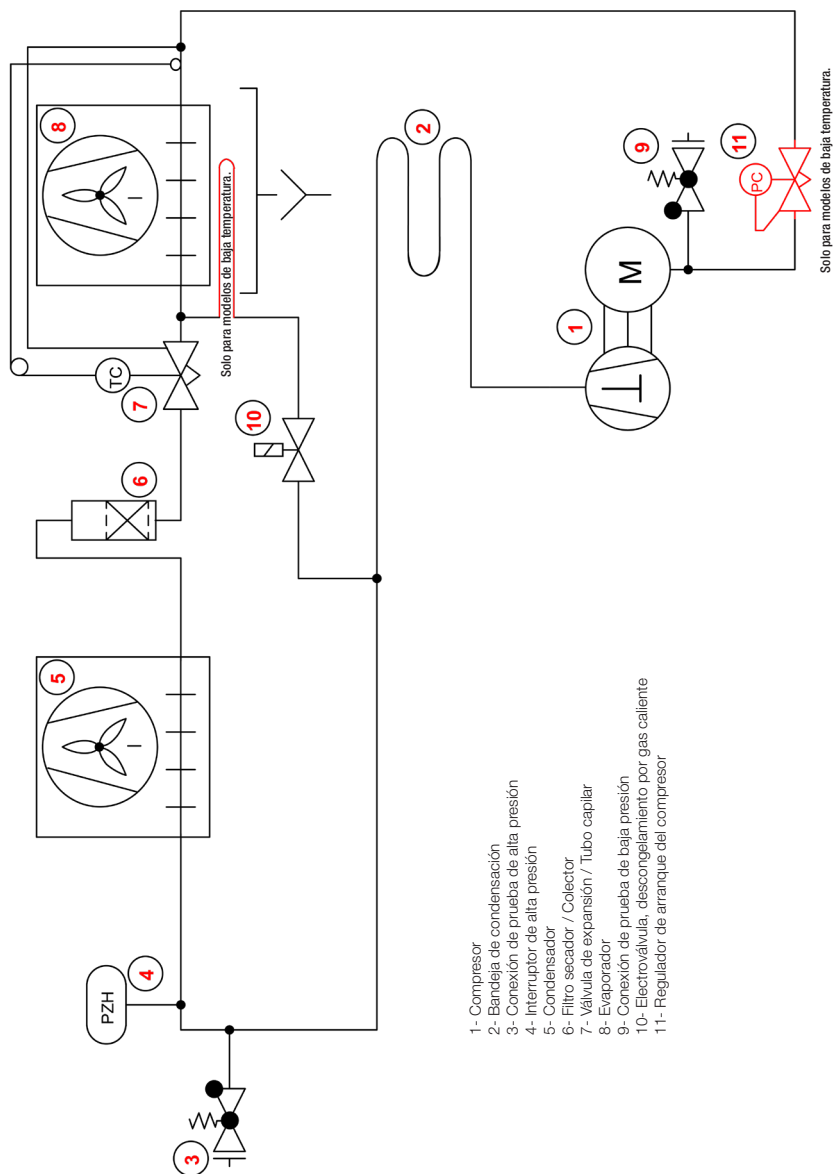 8
2
9
11
PC
Solo para modelos de baja temperatura.
Solo para modelos de baja temperatura.
1
M
TC
7
10
6
5
4
PZH
3
1- Compresor
2- Bandeja de condensación
3- Conexión de prueba de alta presión
4- Interruptor de alta presión
5- Condensador
6- Filtro secador / Colector
7- Válvula de expansión / Tubo capilar
8- Evaporador
9- Conexión de prueba de baja presión
10- Electroválvula, descongelamiento por gas caliente
11- Regulador de arranque del compresor